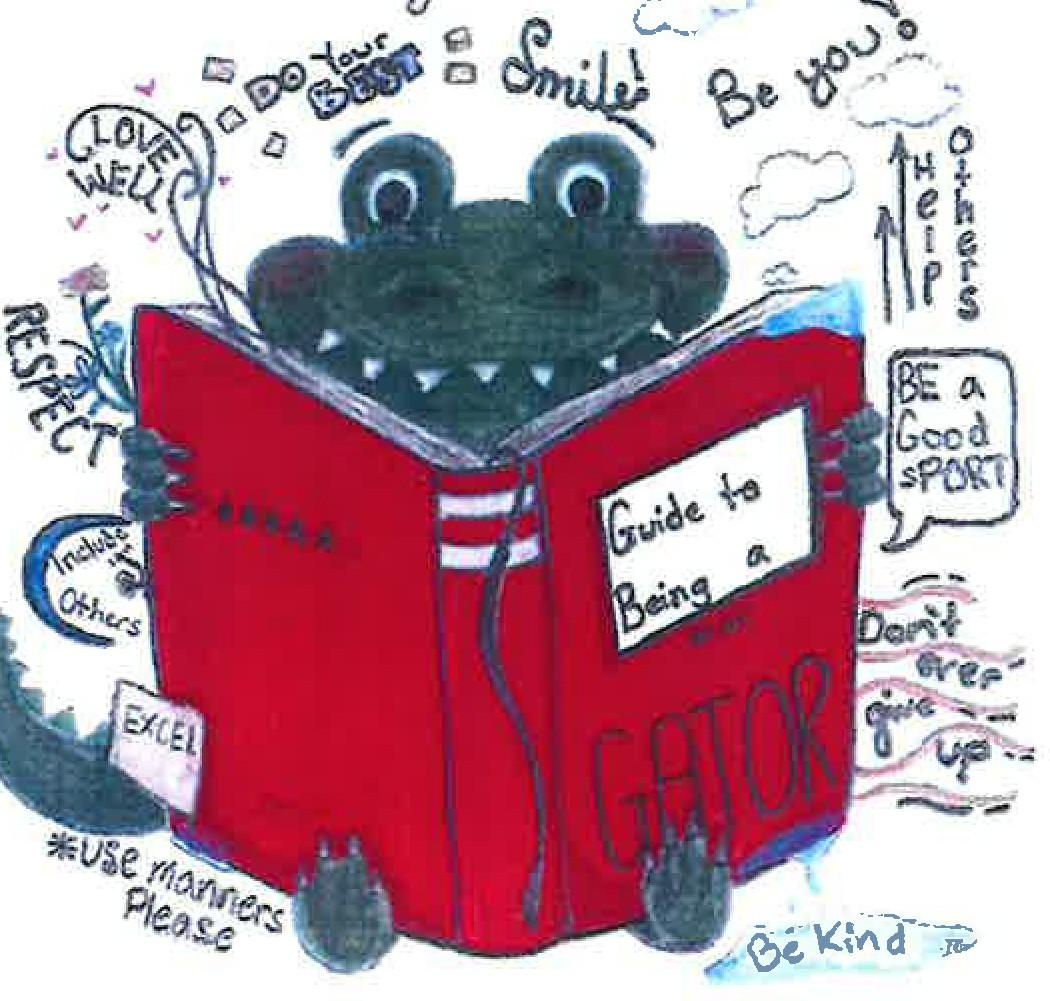 Do Your
BEST
Smile!
Be you!
LOVE
WELL
Help
Others
RESPECT
BE a
Good
SPORT
Guide to
Being a
GATOR
Include
Others
Don't
ever
give
up
EXCEL
*USE manners
Please
Be Kind